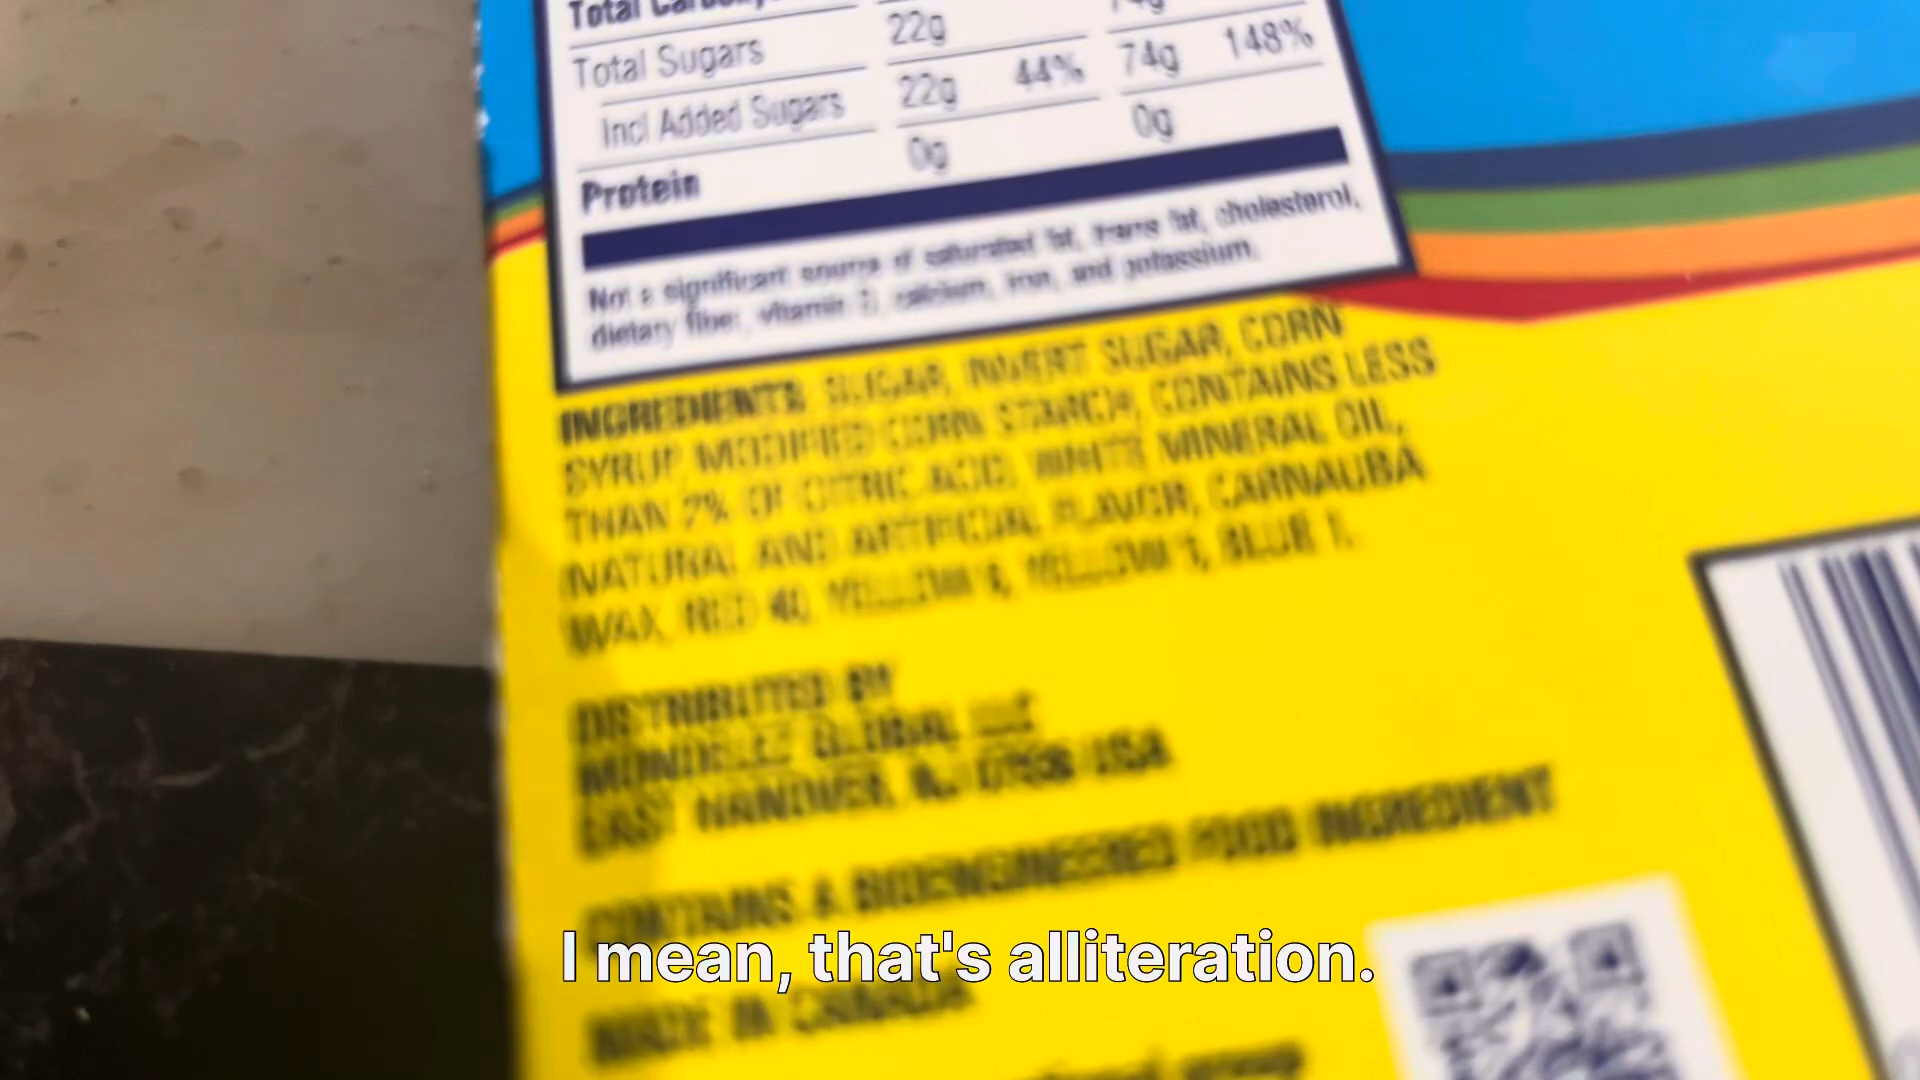 Total
22g 74g
Total Sugars 22g 44% 74g 148%
Incl Added Sugars 0g 0g
Protein
Not a significant source of saturated fat, trans fat, cholesterol,
dietary fiber, vitamin D, calcium, iron, and potassium.
INGREDIENTS: SUGAR, INVERT SUGAR, CORN
SYRUP, MODIFIED CORN STARCH, CONTAINS LESS
THAN 2% OF CITRIC ACID, WHITE MINERAL OIL,
NATURAL AND ARTIFICIAL FLAVOR, CARNAUBA
WAX, RED 40, YELLOW 6, YELLOW 5, BLUE 1.
DISTRIBUTED BY
MONDELEZ GLOBAL LLC
EAST HANOVER, NJ USA
CONTAINS A BIOENGINEERED FOOD INGREDIENT
I mean, that's alliteration.
MADE IN CANADA